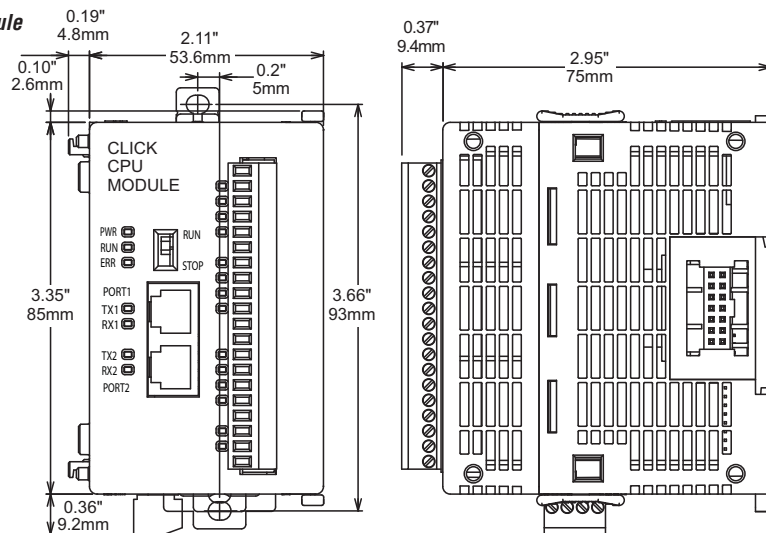 ule
0.19"
4.8mm
2.11"
53.6mm
0.10"
2.6mm
0.2"
5mm
0.37"
9.4mm
2.95"
75mm
CLICK
CPU
MODULE
PWR
RUN
ERR
RUN
STOP
3.35"
85mm
PORT1
TX1
RX1
TX2
RX2
PORT2
3.66"
93mm
0.36"
9.2mm